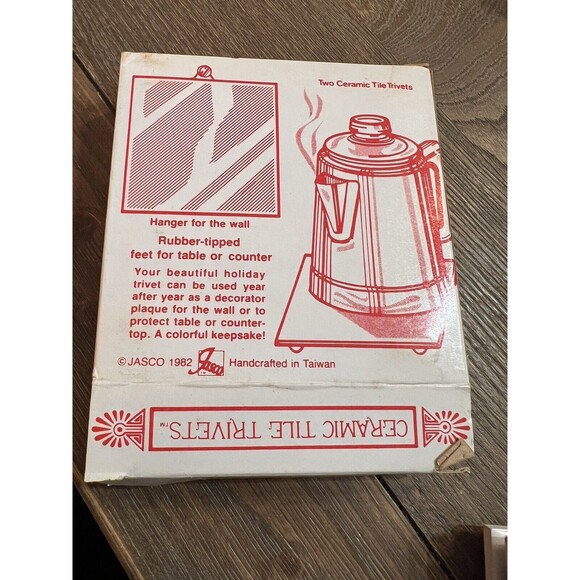 Two Ceramic Tile Trivets
Hanger for the wall
Rubber-tipped
feet for table or counter
Your beautiful holiday
trivet can be used year
after year as a decorator
plaque for the wall or to
protect table or counter-
top. A colorful keepsake!
©JASCO 1982 Jasco Handcrafted in Taiwan
CERAMIC TILE TRIVETS™